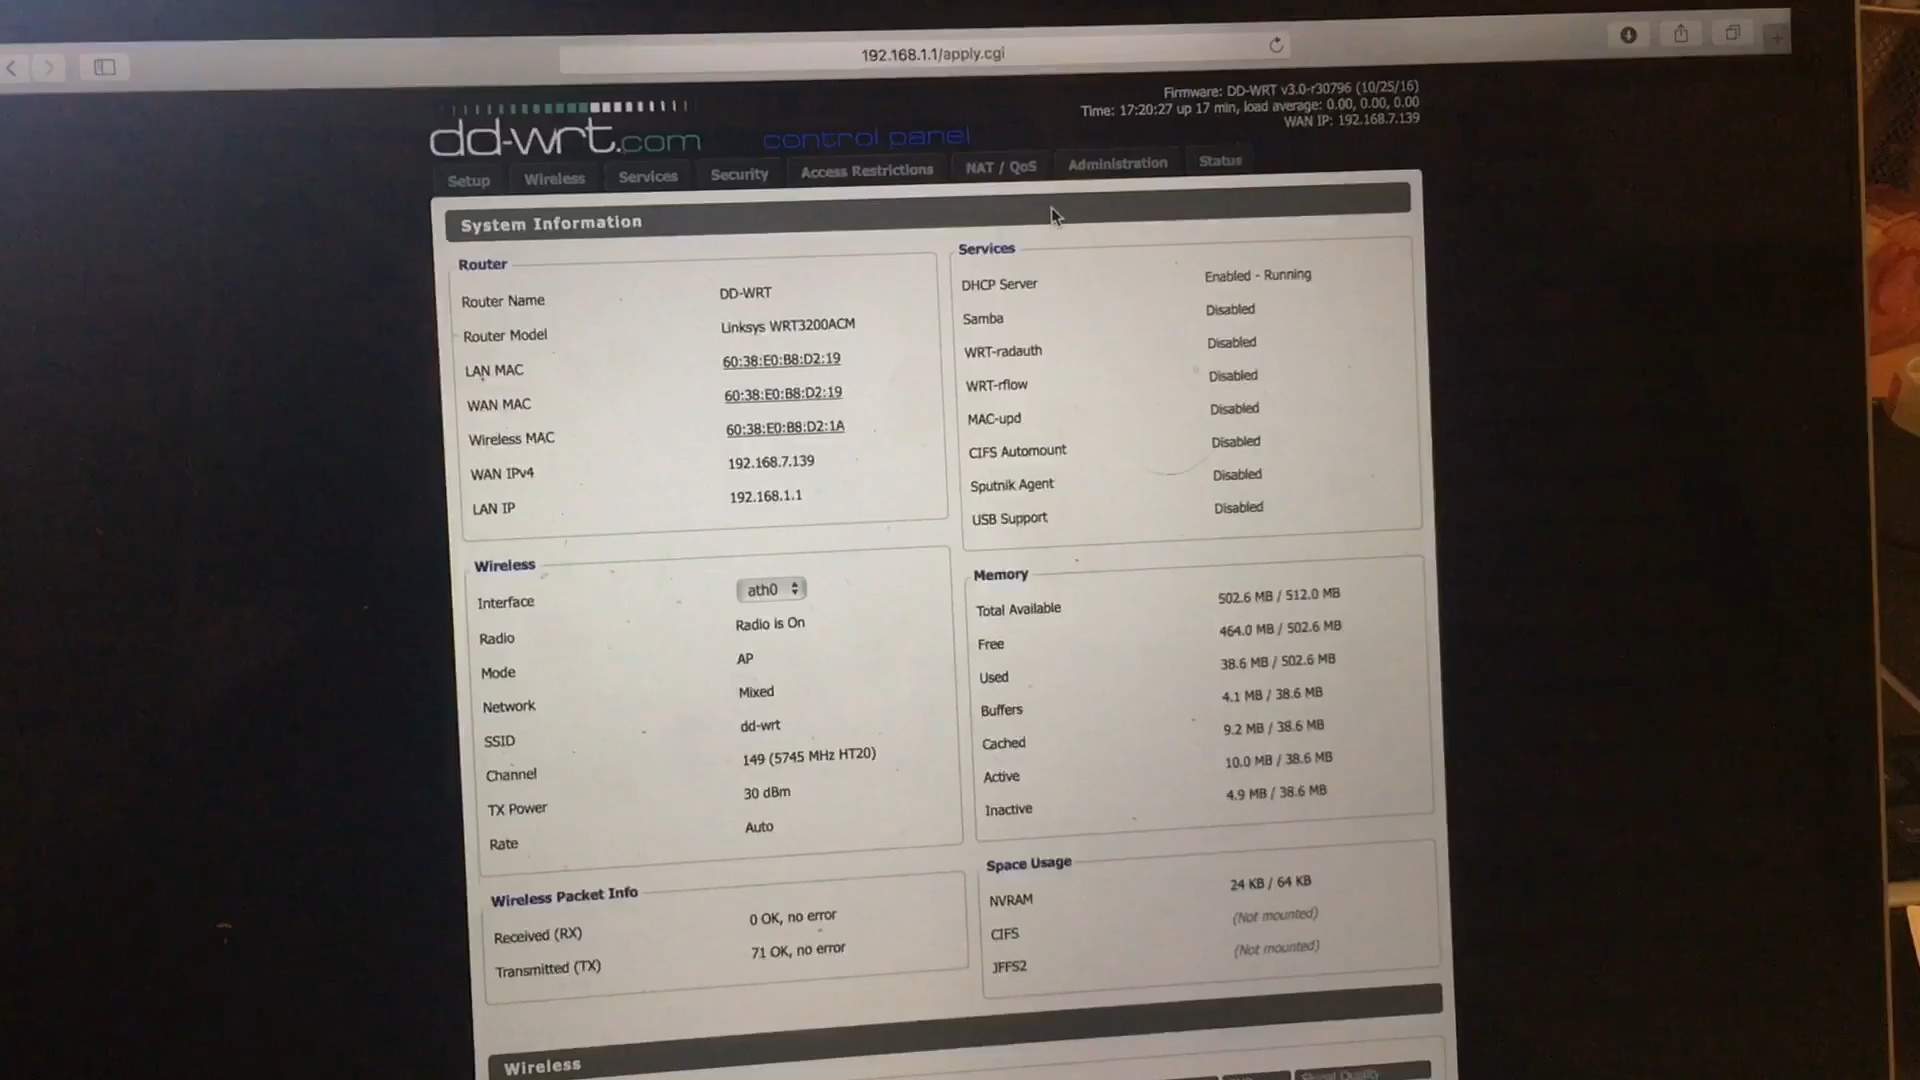 192.168.1.1/apply.cgi
Firmware: DD-WRT v3.0-r30796 (10/25/16)
Time: 17:20:27 up 17 min, load average: 0.00, 0.00, 0.00
WAN IP: 192.168.7.139
dd-wrt.com control panel
Setup Wireless Services Security Access Restrictions NAT / QoS Administration Status
System Information
Router
Router Name DD-WRT
Router Model Linksys WRT3200ACM
LAN MAC 60:38:E0:B8:D2:19
WAN MAC 60:38:E0:B8:D2:19
Wireless MAC 60:38:E0:B8:D2:1A
WAN IPv4 192.168.7.139
LAN IP 192.168.1.1
Services
DHCP Server Enabled - Running
Samba Disabled
WRT-radauth Disabled
WRT-rflow Disabled
MAC-upd Disabled
CIFS Automount Disabled
Sputnik Agent Disabled
USB Support Disabled
Wireless
Interface ath0
Radio Radio is On
Mode AP
Network Mixed
SSID dd-wrt
Channel 149 (5745 MHz HT20)
TX Power 30 dBm
Rate Auto
Memory
Total Available 502.6 MB / 512.0 MB
Free 464.0 MB / 502.6 MB
Used 38.6 MB / 502.6 MB
Buffers 4.1 MB / 38.6 MB
Cached 9.2 MB / 38.6 MB
Active 10.0 MB / 38.6 MB
Inactive 4.9 MB / 38.6 MB
Wireless Packet Info
Received (RX) 0 OK, no error
Transmitted (TX) 71 OK, no error
Space Usage
NVRAM 24 KB / 64 KB
CIFS (Not mounted)
JFFS2 (Not mounted)
Wireless